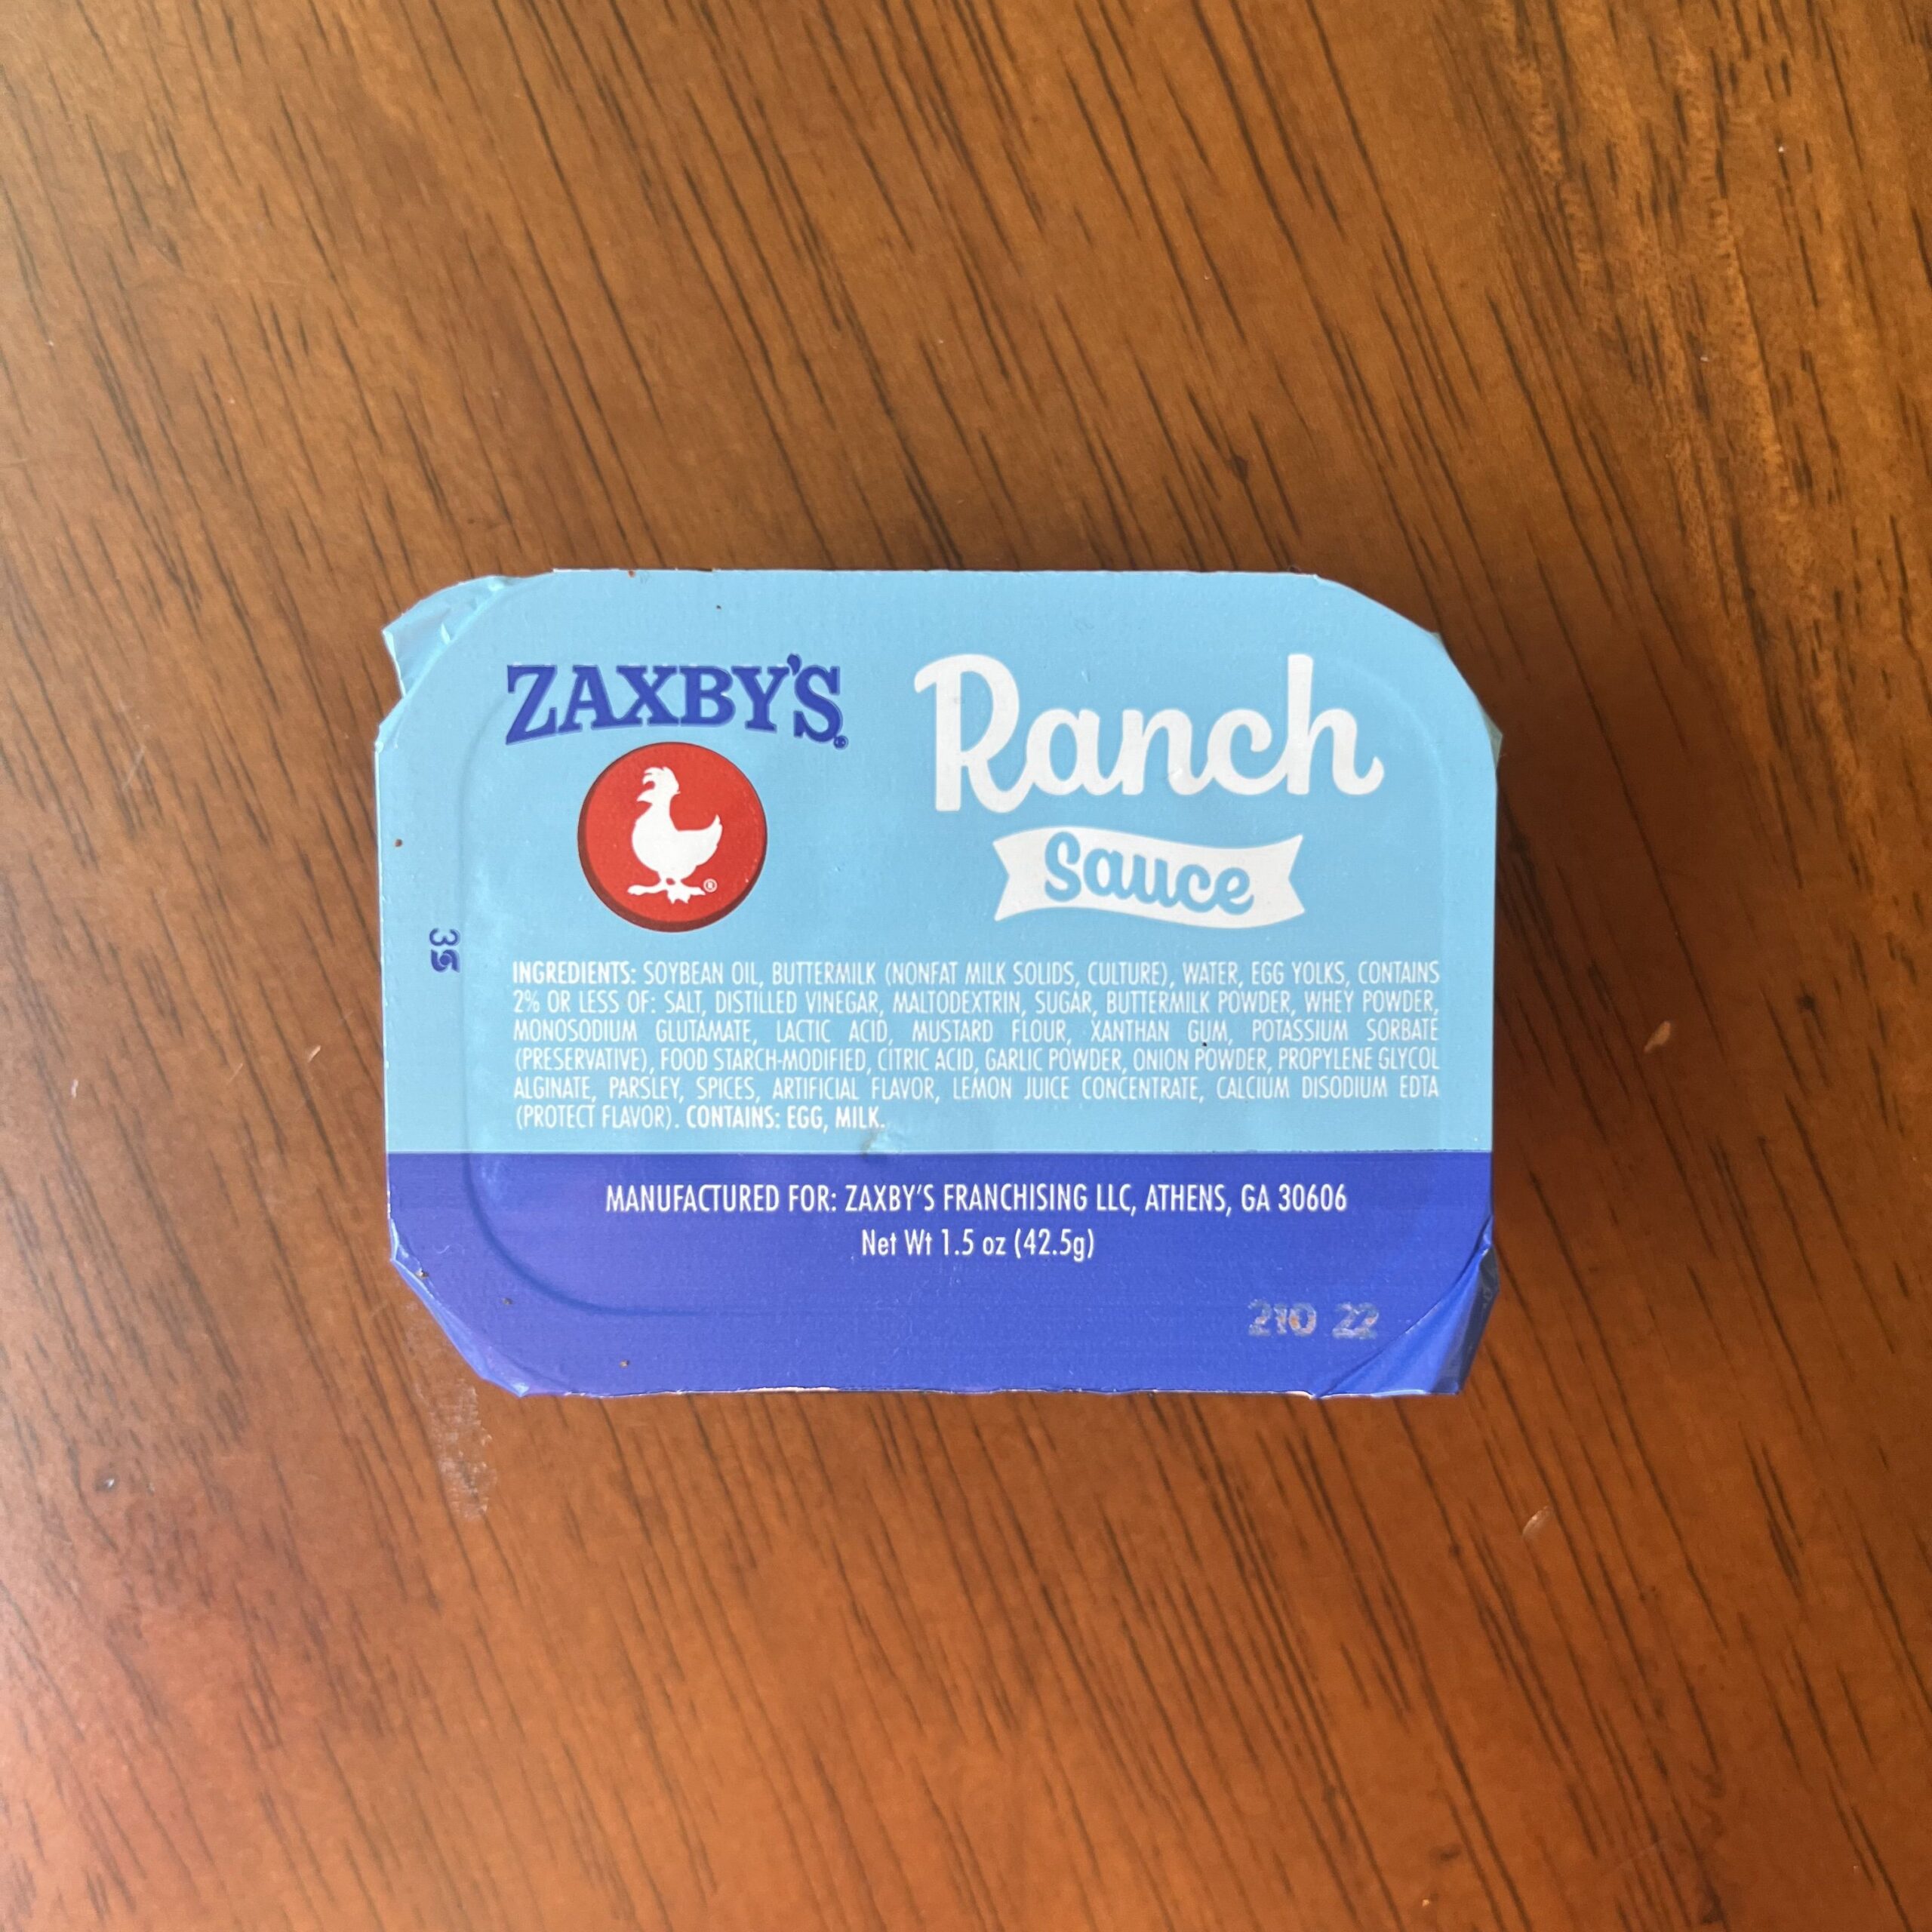 ZAXBY'S®
Ranch
Sauce
®
35
INGREDIENTS: SOYBEAN OIL, BUTTERMILK (NONFAT MILK SOLIDS, CULTURE), WATER, EGG YOLKS, CONTAINS
2% OR LESS OF: SALT, DISTILLED VINEGAR, MALTODEXTRIN, SUGAR, BUTTERMILK POWDER, WHEY POWDER,
MONOSODIUM GLUTAMATE, LACTIC ACID, MUSTARD FLOUR, XANTHAN GUM, POTASSIUM SORBATE
(PRESERVATIVE), FOOD STARCH-MODIFIED, CITRIC ACID, GARLIC POWDER, ONION POWDER, PROPYLENE GLYCOL
ALGINATE, PARSLEY, SPICES, ARTIFICIAL FLAVOR, LEMON JUICE CONCENTRATE, CALCIUM DISODIUM EDTA
(PROTECT FLAVOR). CONTAINS: EGG, MILK.
MANUFACTURED FOR: ZAXBY'S FRANCHISING LLC, ATHENS, GA 30606
Net Wt 1.5 oz (42.5g)
210 22